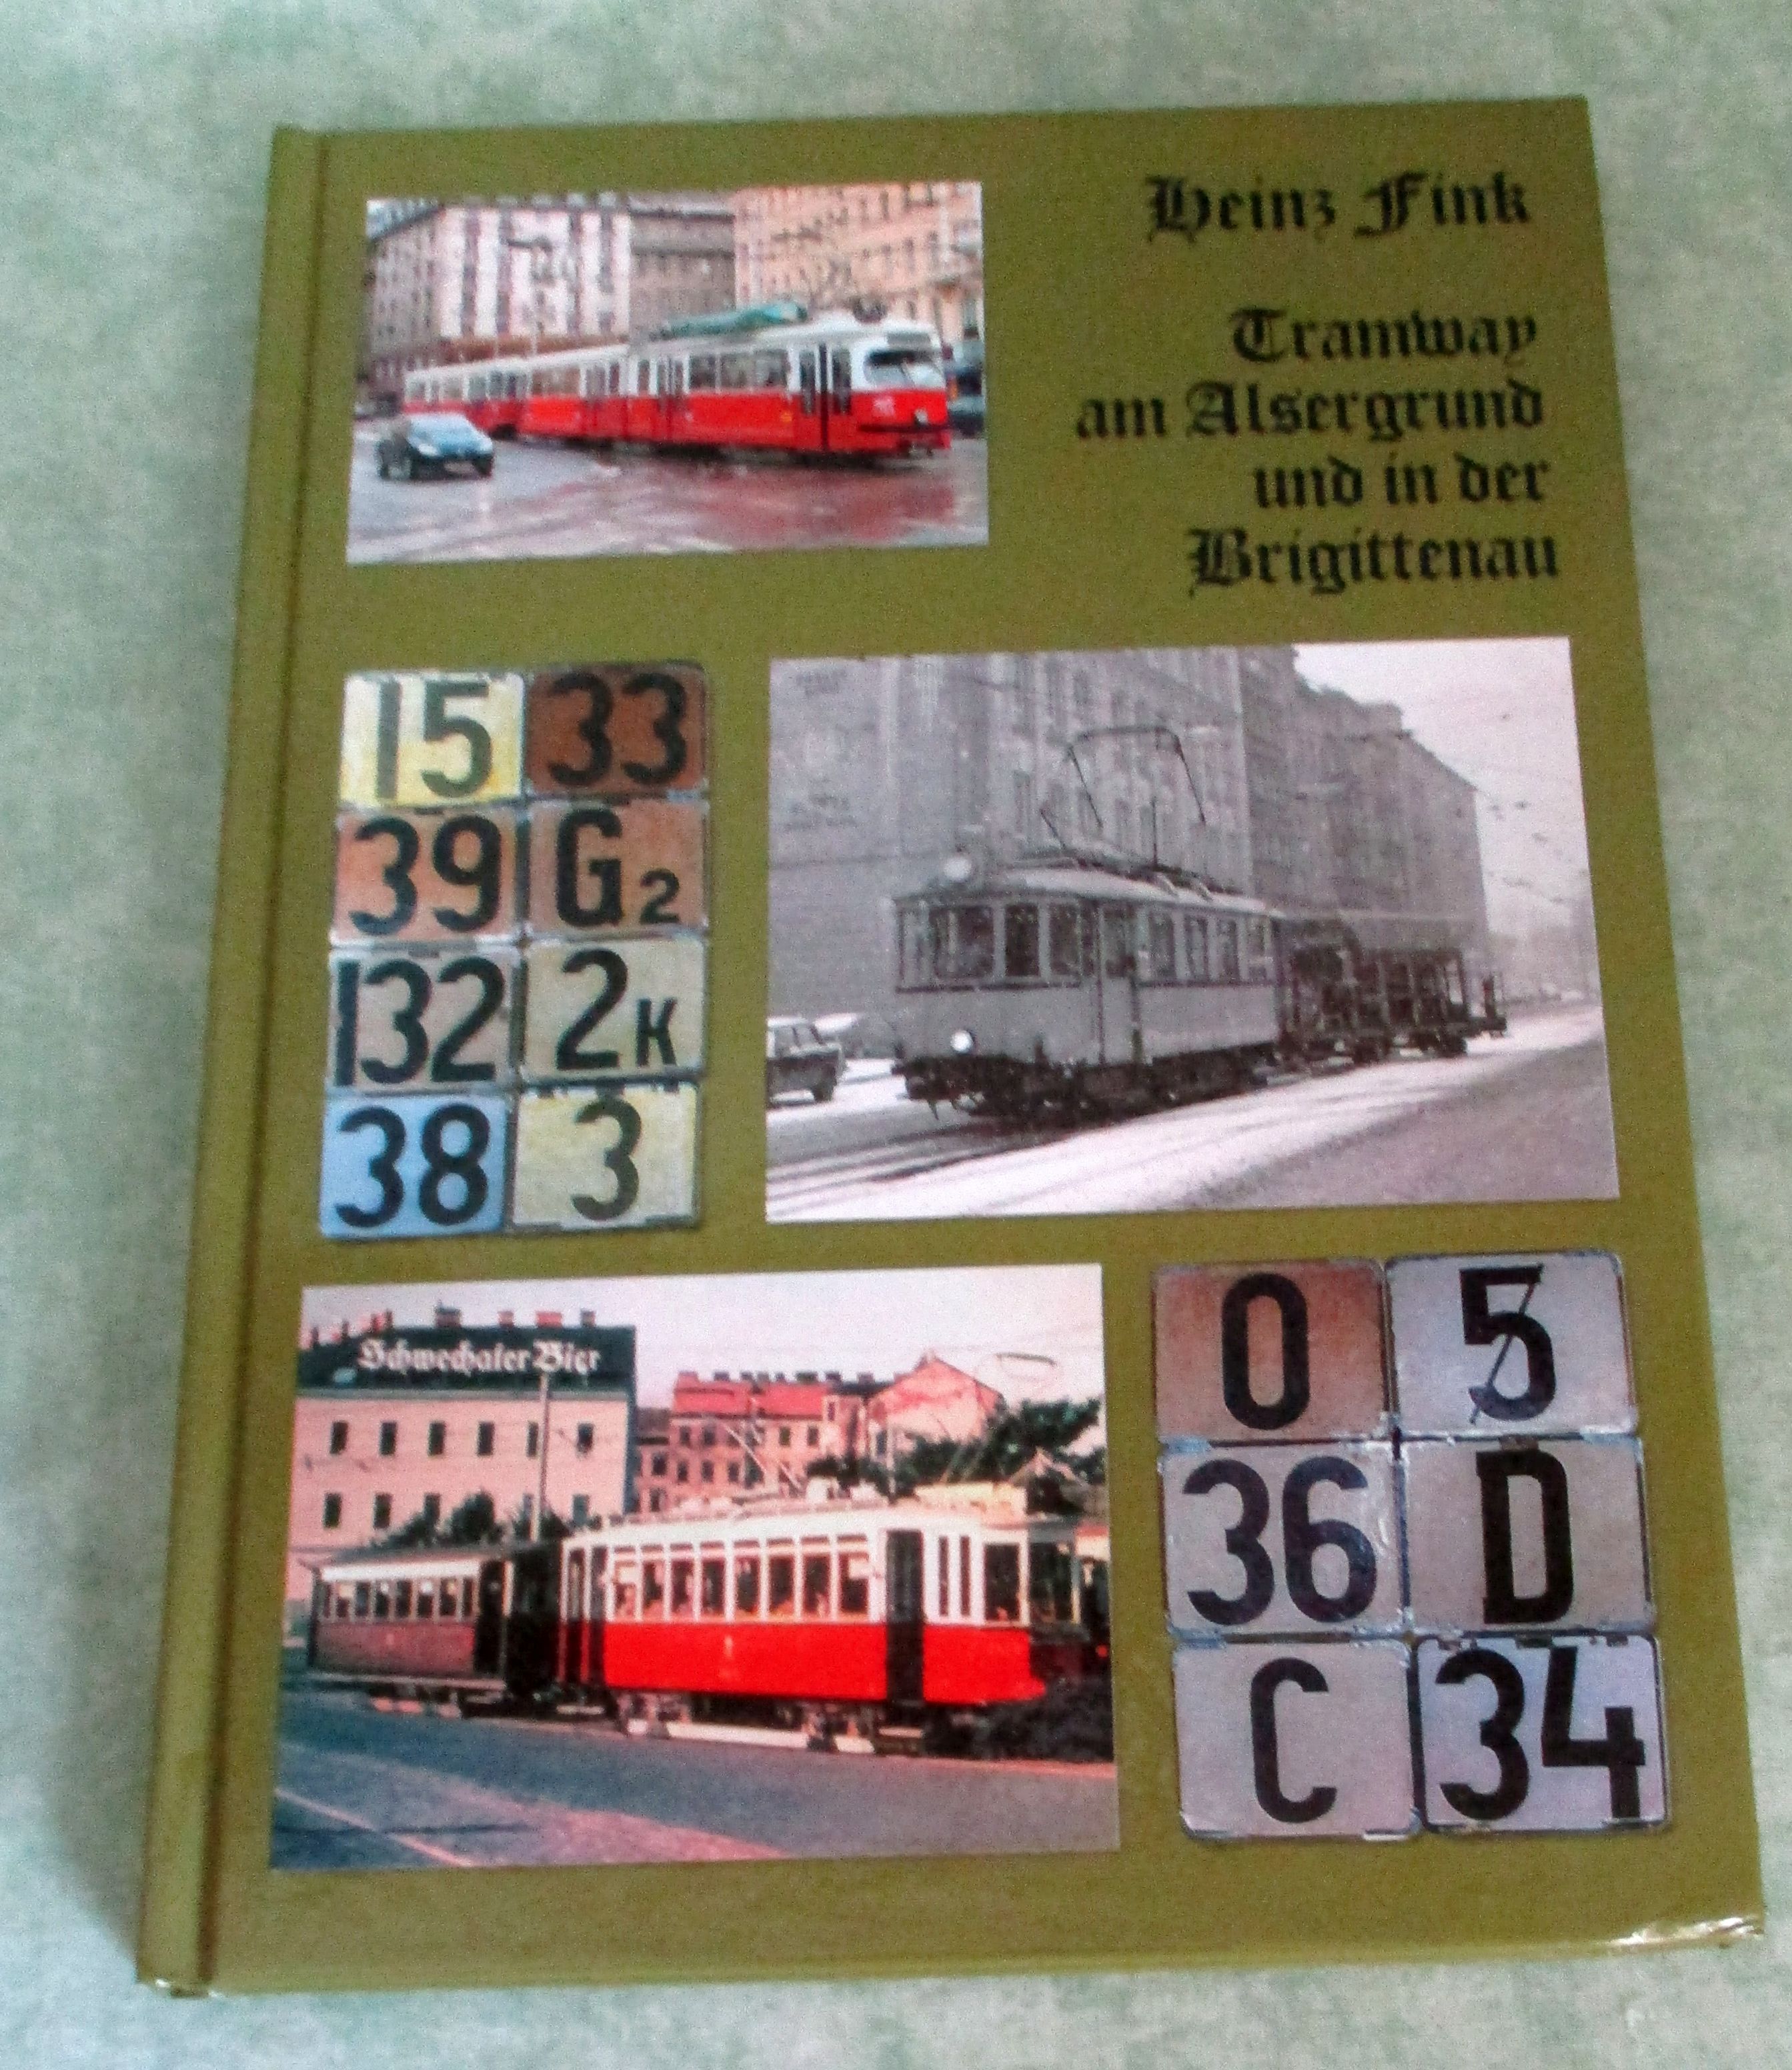 Heinz Fink
Tramway
am Alsergrund
und in der
Brigittenau
15 33
39 G2
132 2K
38 3
Schwechater Bier
O 5
36 D
C 34